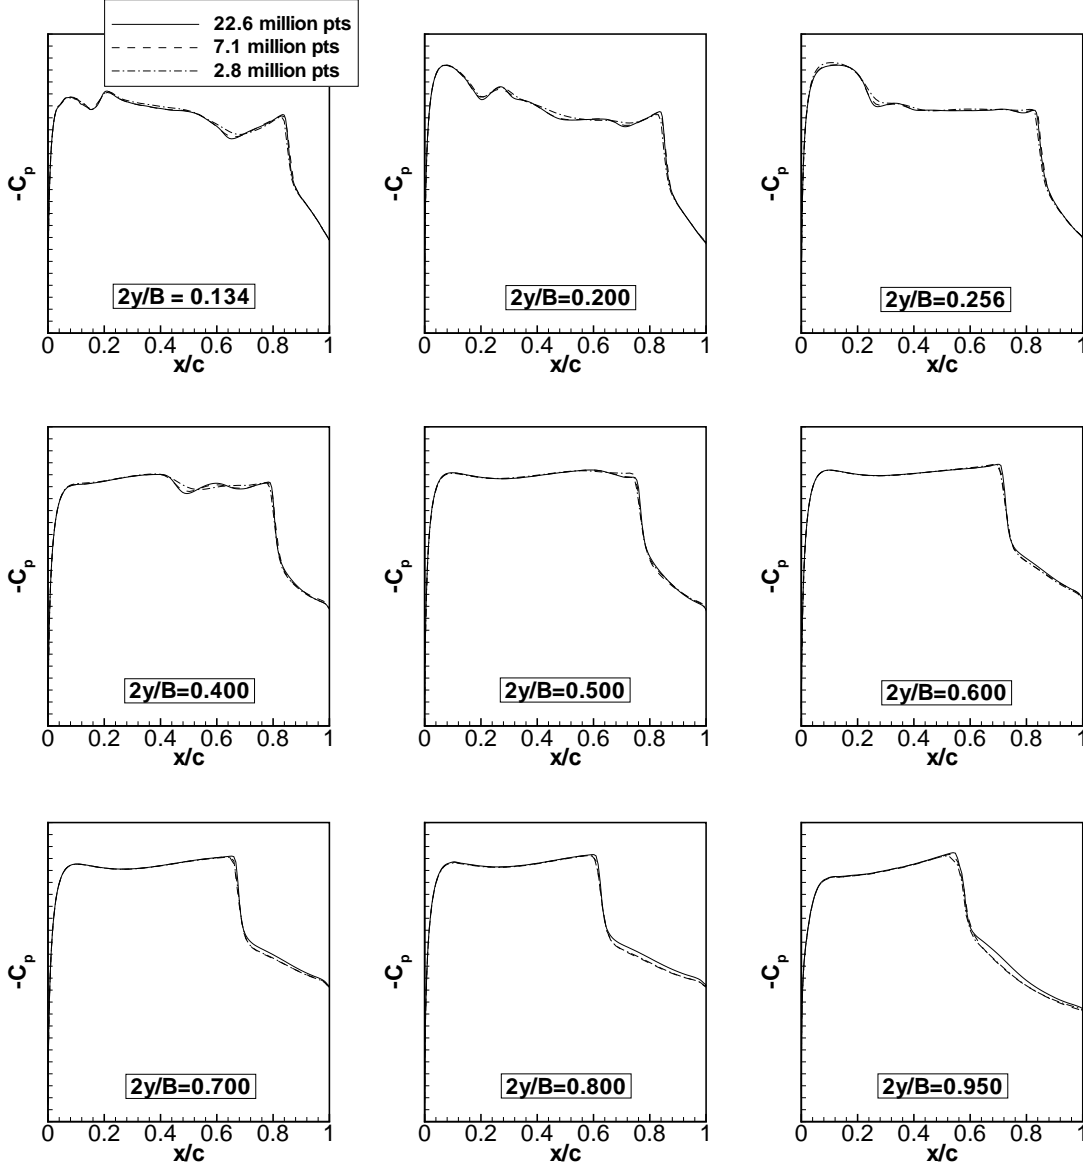 22.6 million pts
7.1 million pts
2.8 million pts
-Cp
2y/B = 0.134
0 0.2 0.4 0.6 0.8 1
x/c
-Cp
2y/B=0.200
0 0.2 0.4 0.6 0.8 1
x/c
-Cp
2y/B=0.256
0 0.2 0.4 0.6 0.8 1
x/c
-Cp
2y/B=0.400
0 0.2 0.4 0.6 0.8 1
x/c
-Cp
2y/B=0.500
0 0.2 0.4 0.6 0.8 1
x/c
-Cp
2y/B=0.600
0 0.2 0.4 0.6 0.8 1
x/c
-Cp
2y/B=0.700
0 0.2 0.4 0.6 0.8 1
x/c
-Cp
2y/B=0.800
0 0.2 0.4 0.6 0.8 1
x/c
-Cp
2y/B=0.950
0 0.2 0.4 0.6 0.8 1
x/c